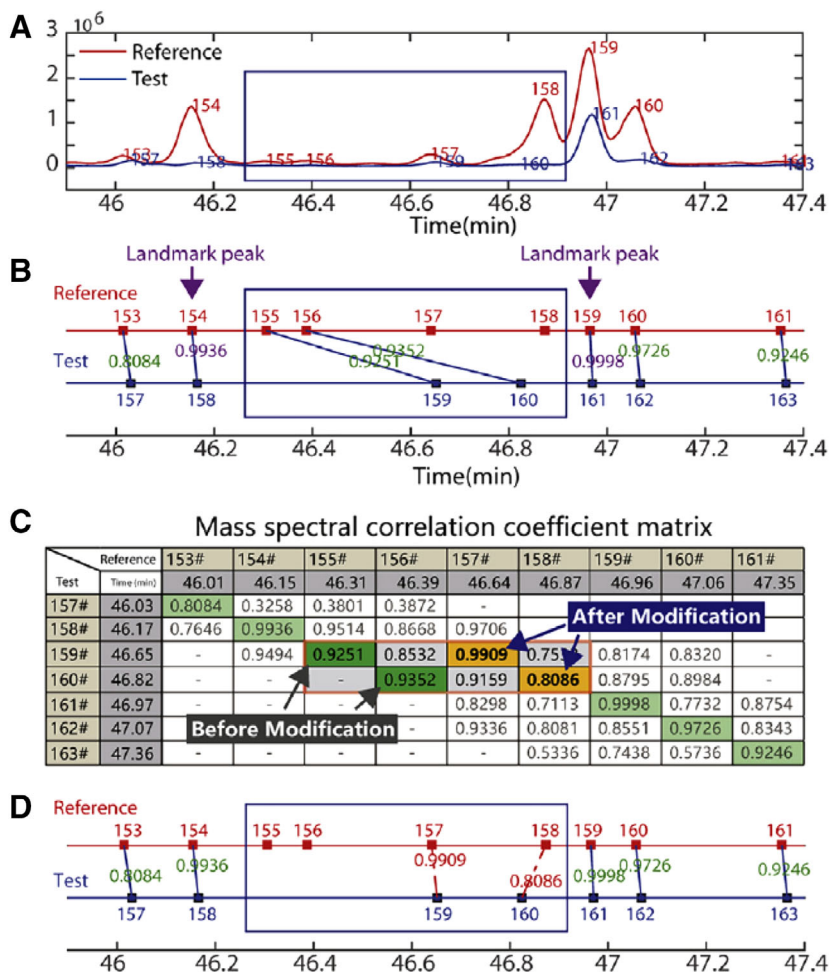 A
10^6
3
2
1
0
Reference
Test
154
157
158
155
156
157
158
160
159
161
160
162
46 46.2 46.4 46.6 46.8 47 47.2 47.4
Time(min)
B
Landmark peak Landmark peak
Reference
153 154 155 156 157 158 159 160 161
0.8084 0.9936 0.9251 0.9352 0.9998 0.9726 0.9246
Test
157 158 159 160 161 162 163
46 46.2 46.4 46.6 46.8 47 47.2 47.4
Time(min)
C
Mass spectral correlation coefficient matrix
Reference 153# 154# 155# 156# 157# 158# 159# 160# 161#
Test Time (min) 46.01 46.15 46.31 46.39 46.64 46.87 46.96 47.06 47.35
157# 46.03 0.8084 0.3258 0.3801 0.3872 -
158# 46.17 0.7646 0.9936 0.9514 0.8668 0.9706
After Modification
159# 46.65 - 0.9494 0.9251 0.8532 0.9909 0.8174 0.8320 -
160# 46.82 - - - 0.9352 0.9159 0.8086 0.8795 0.8984 -
161# 46.97 - 0.8298 0.7113 0.9998 0.7732 0.8754
Before Modification
162# 47.07 - 0.9336 0.8081 0.8551 0.9726 0.8343
163# 47.36 - - - - - 0.5336 0.7438 0.5736 0.9246
D
Reference
153 154 155 156 157 158 159 160 161
0.8084 0.9936 0.9909 0.8086 0.9998 0.9726 0.9246
Test
157 158 159 160 161 162 163
46 46.2 46.4 46.6 46.8 47 47.2 47.4